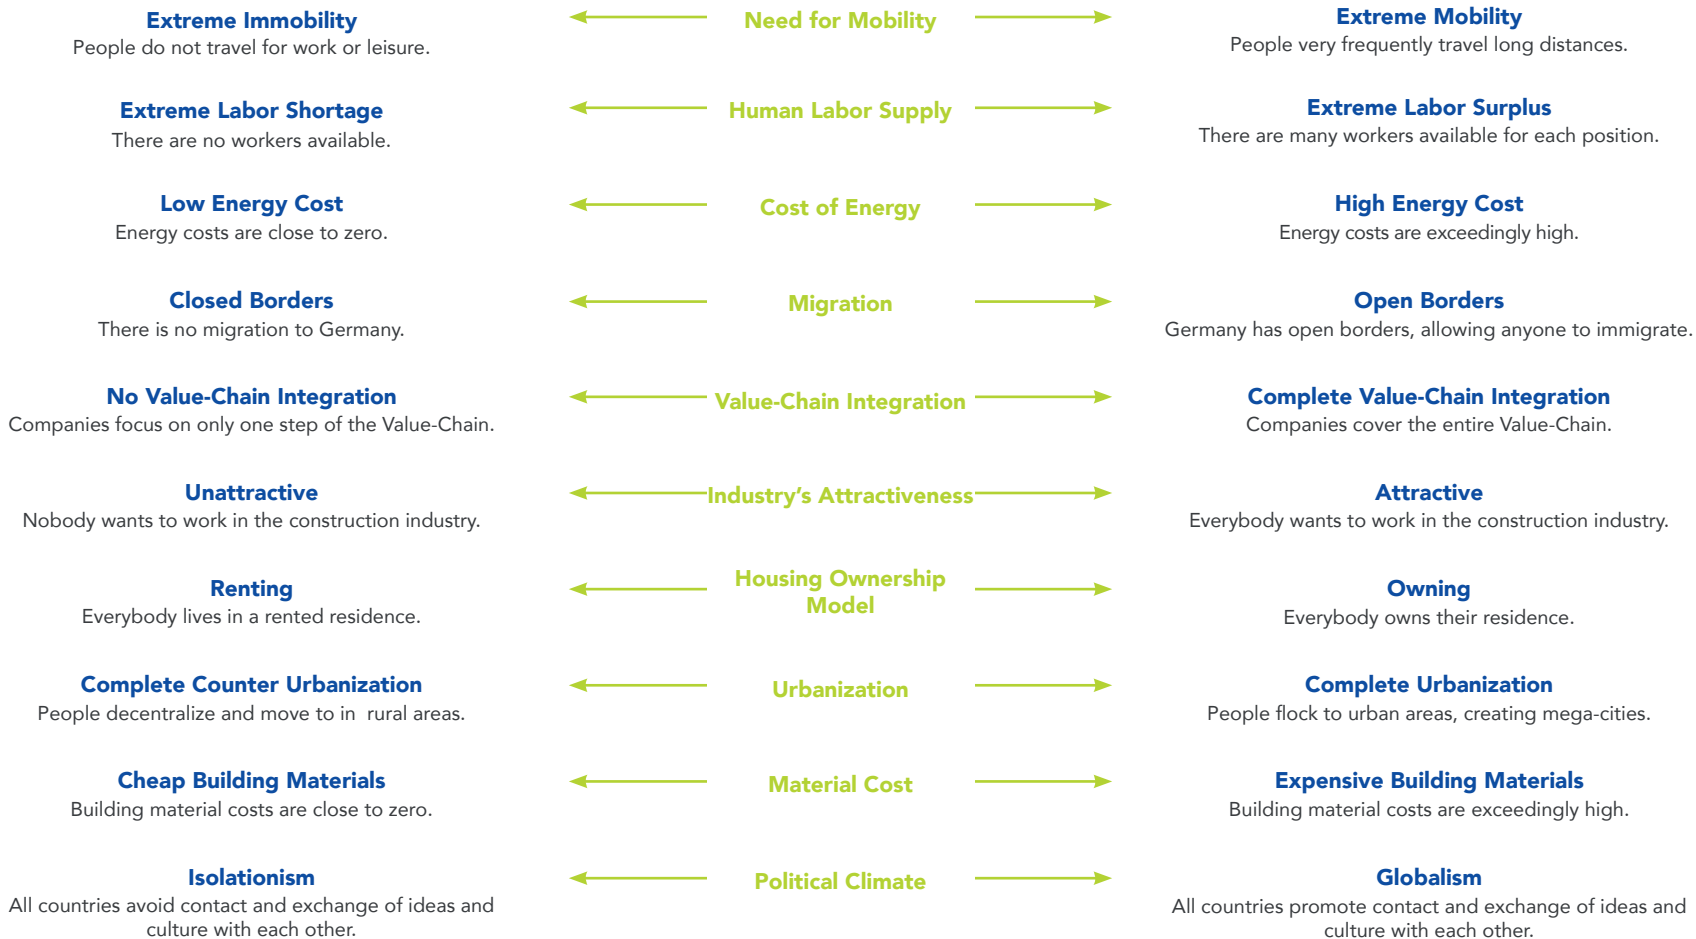 Extreme Immobility
People do not travel for work or leisure.
Need for Mobility
Extreme Mobility
People very frequently travel long distances.
Extreme Labor Shortage
There are no workers available.
Human Labor Supply
Extreme Labor Surplus
There are many workers available for each position.
Low Energy Cost
Energy costs are close to zero.
Cost of Energy
High Energy Cost
Energy costs are exceedingly high.
Closed Borders
There is no migration to Germany.
Migration
Open Borders
Germany has open borders, allowing anyone to immigrate.
No Value-Chain Integration
Companies focus on only one step of the Value-Chain.
Value-Chain Integration
Complete Value-Chain Integration
Companies cover the entire Value-Chain.
Unattractive
Nobody wants to work in the construction industry.
Industry’s Attractiveness
Attractive
Everybody wants to work in the construction industry.
Renting
Everybody lives in a rented residence.
Housing Ownership
Model
Owning
Everybody owns their residence.
Complete Counter Urbanization
People decentralize and move to in  rural areas.
Urbanization
Complete Urbanization
People flock to urban areas, creating mega-cities.
Cheap Building Materials
Building material costs are close to zero.
Material Cost
Expensive Building Materials
Building material costs are exceedingly high.
Isolationism
All countries avoid contact and exchange of ideas and
culture with each other.
Political Climate
Globalism
All countries promote contact and exchange of ideas and
culture with each other.